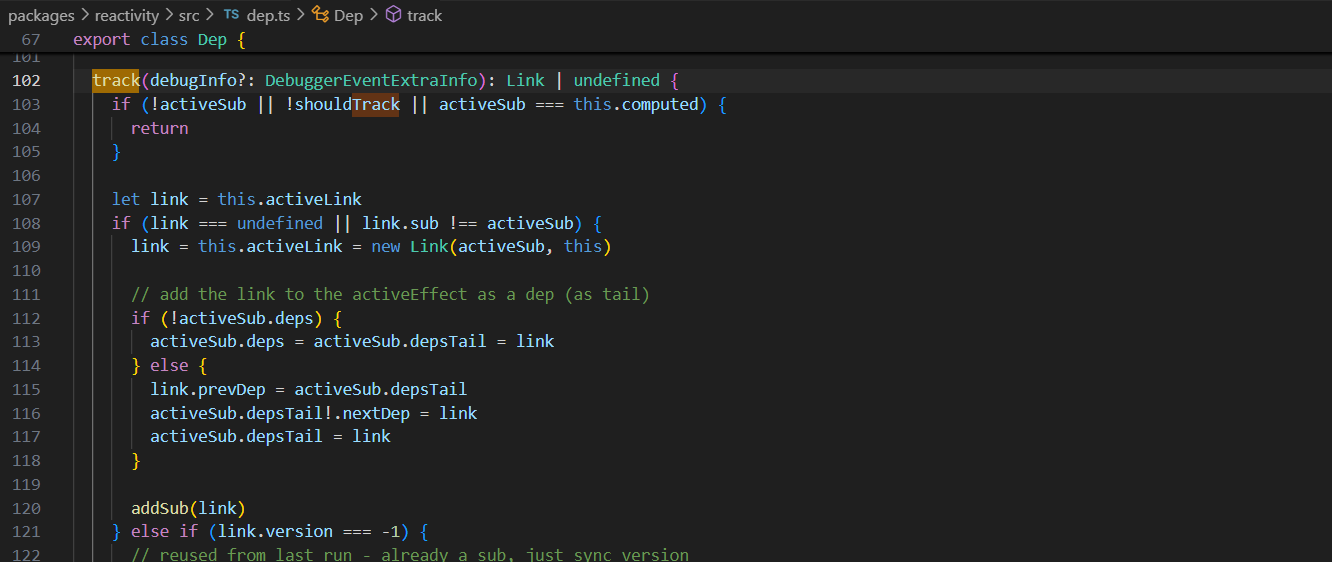 packages > reactivity > src > TS dep.ts > Dep > track
67 export class Dep {
101
102 track(debugInfo?: DebuggerEventExtraInfo): Link | undefined {
103 if (!activeSub || !shouldTrack || activeSub === this.computed) {
104 return
105 }
106
107 let link = this.activeLink
108 if (link === undefined || link.sub !== activeSub) {
109 link = this.activeLink = new Link(activeSub, this)
110
111 // add the link to the activeEffect as a dep (as tail)
112 if (!activeSub.deps) {
113 activeSub.deps = activeSub.depsTail = link
114 } else {
115 link.prevDep = activeSub.depsTail
116 activeSub.depsTail!.nextDep = link
117 activeSub.depsTail = link
118 }
119
120 addSub(link)
121 } else if (link.version === -1) {
122 // reused from last run - already a sub, just sync version